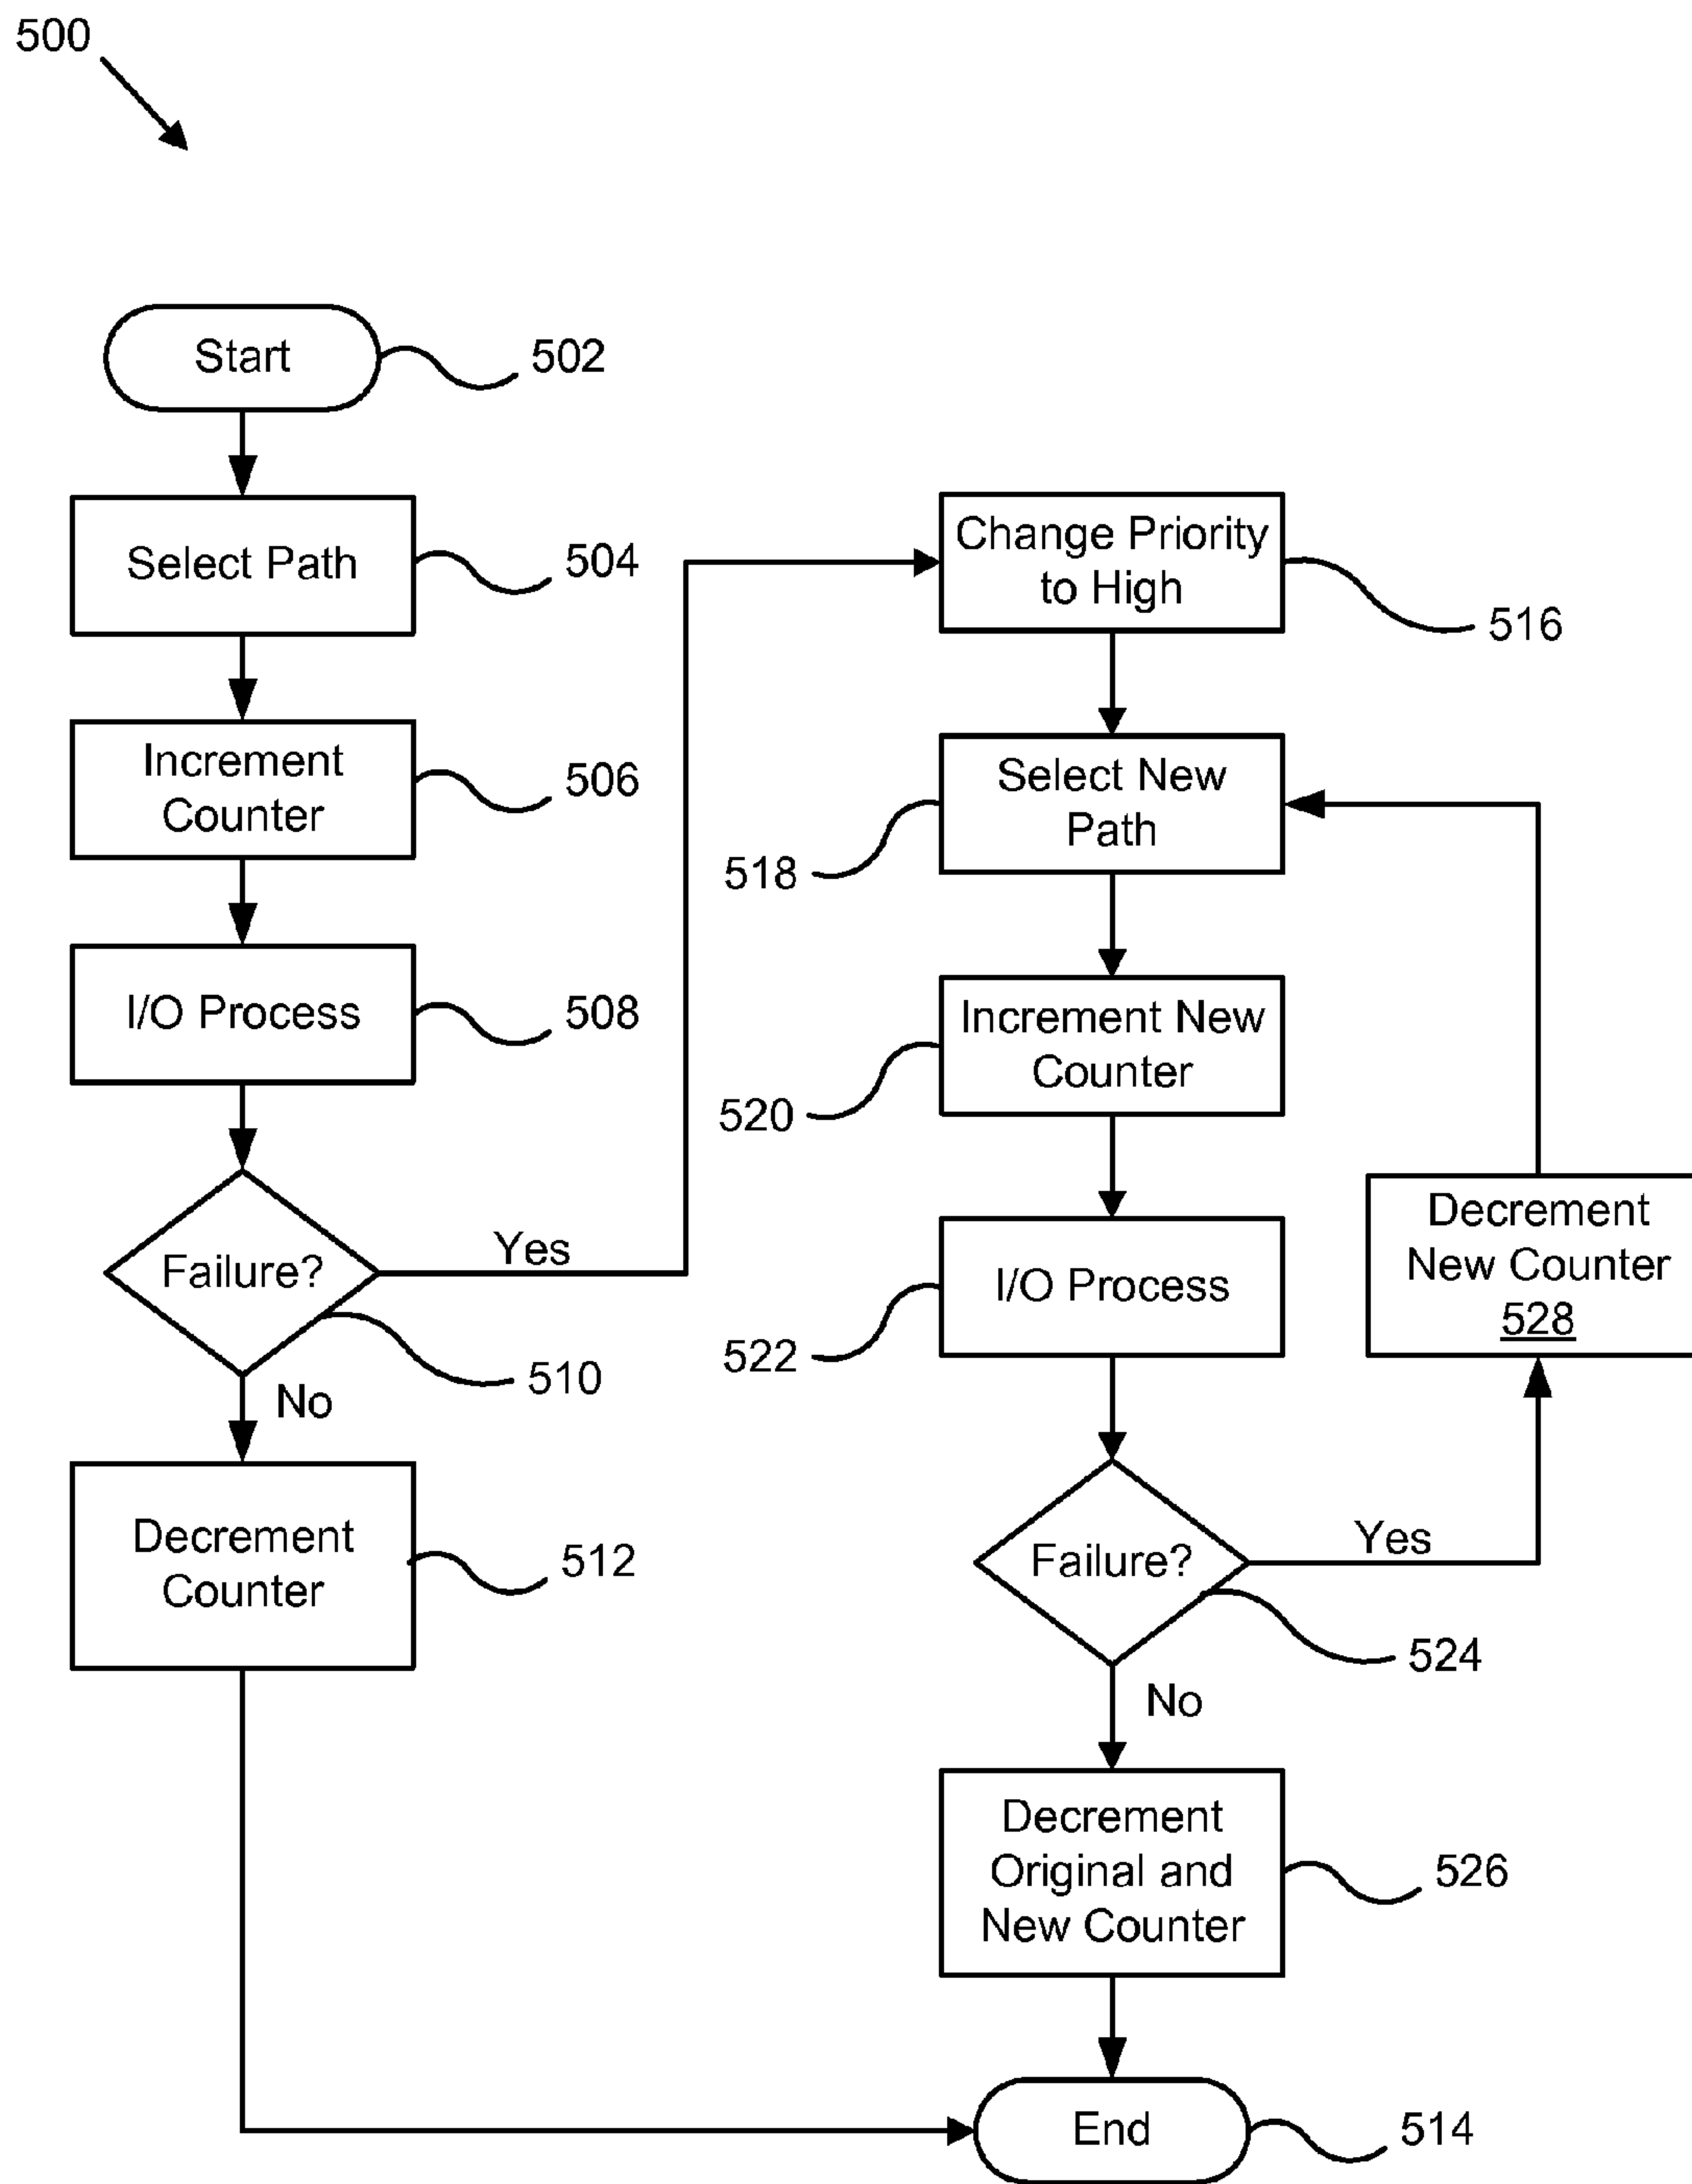 500
Start
502
Select Path
504
Increment
Counter
506
I/O Process
508
Failure?
Yes
510
No
Decrement
Counter
512
Change Priority
to High
516
Select New
Path
518
Increment New
Counter
520
I/O Process
522
Decrement
New Counter
528
Failure?
Yes
524
No
Decrement
Original and
New Counter
526
End
514